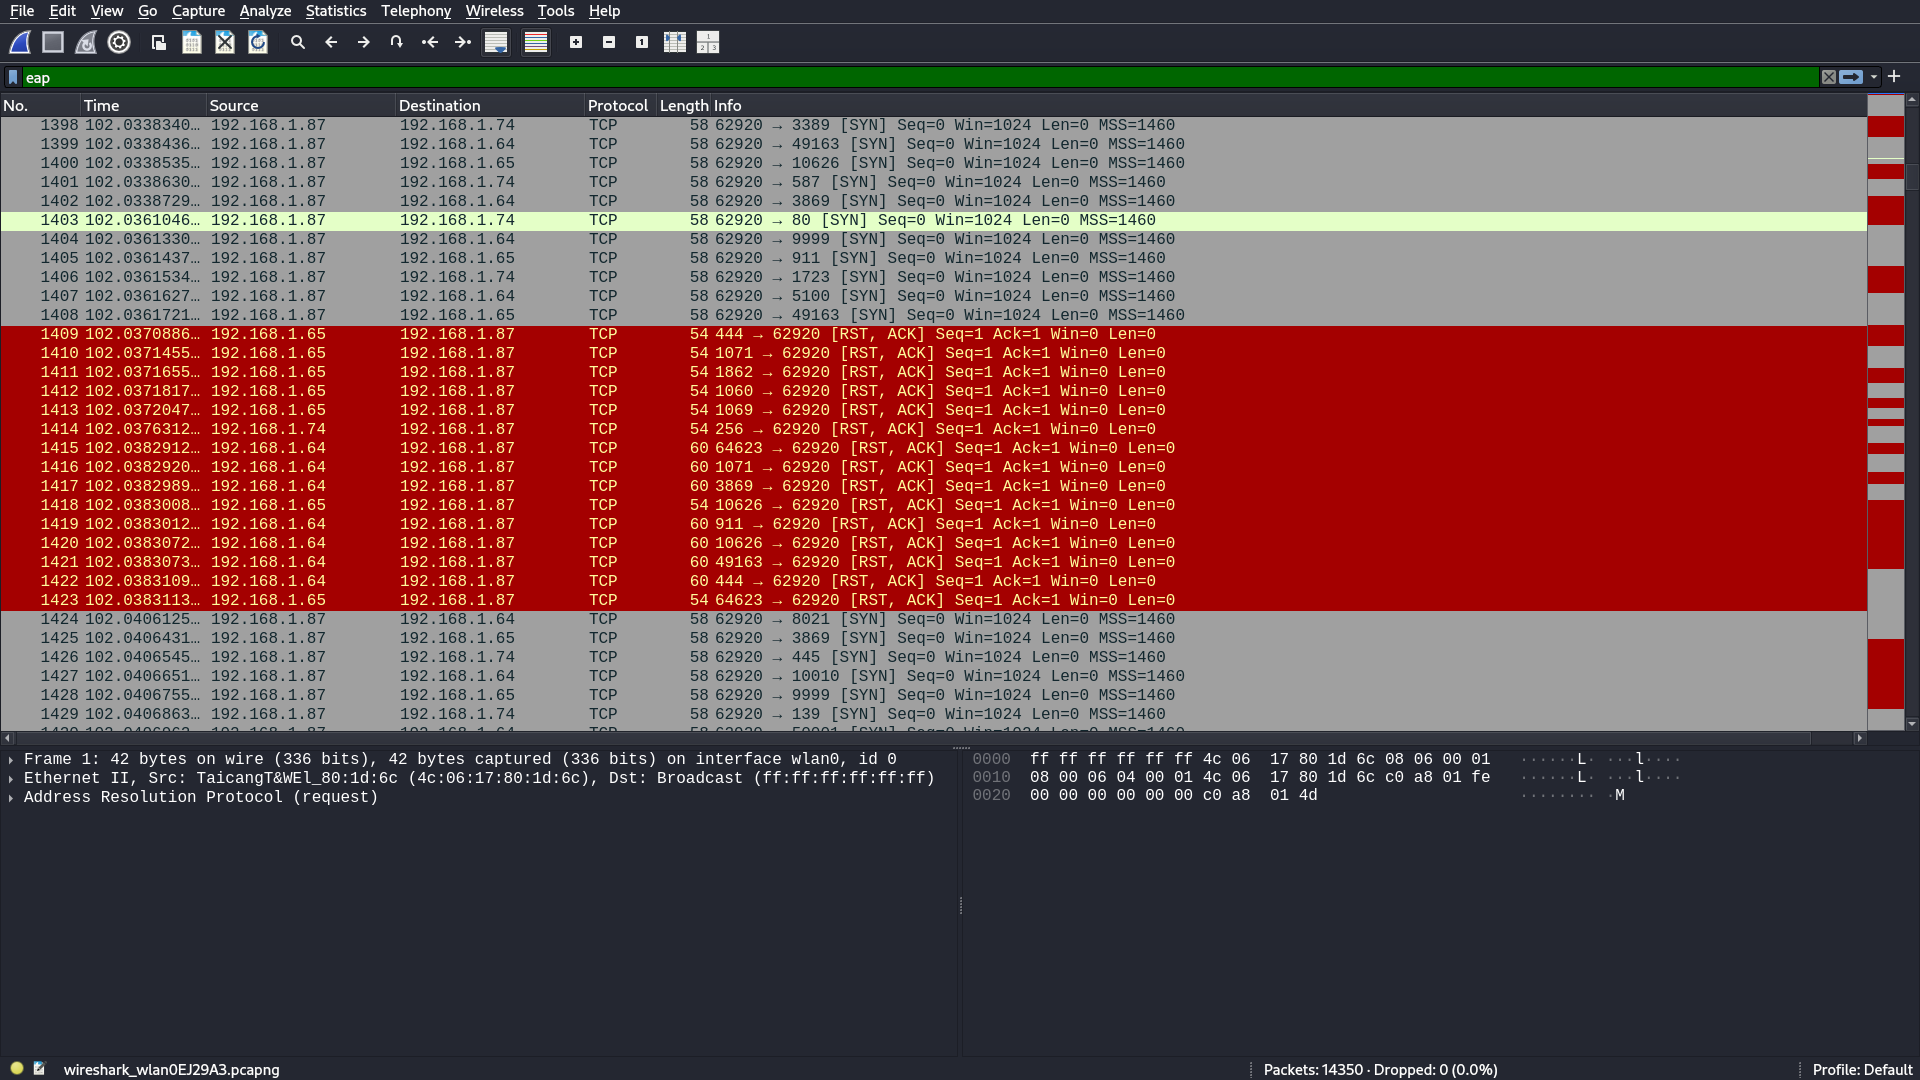 File Edit View Go Capture Analyze Statistics Telephony Wireless Tools Help
eap
No. Time Source Destination Protocol Length Info
1398 102.0338340… 192.168.1.87 192.168.1.74 TCP 58 62920 → 3389 [SYN] Seq=0 Win=1024 Len=0 MSS=1460
1399 102.0338436… 192.168.1.87 192.168.1.64 TCP 58 62920 → 49163 [SYN] Seq=0 Win=1024 Len=0 MSS=1460
1400 102.0338535… 192.168.1.87 192.168.1.65 TCP 58 62920 → 10626 [SYN] Seq=0 Win=1024 Len=0 MSS=1460
1401 102.0338630… 192.168.1.87 192.168.1.74 TCP 58 62920 → 587 [SYN] Seq=0 Win=1024 Len=0 MSS=1460
1402 102.0338729… 192.168.1.87 192.168.1.64 TCP 58 62920 → 3869 [SYN] Seq=0 Win=1024 Len=0 MSS=1460
1403 102.0361046… 192.168.1.87 192.168.1.74 TCP 58 62920 → 80 [SYN] Seq=0 Win=1024 Len=0 MSS=1460
1404 102.0361330… 192.168.1.87 192.168.1.64 TCP 58 62920 → 9999 [SYN] Seq=0 Win=1024 Len=0 MSS=1460
1405 102.0361437… 192.168.1.87 192.168.1.65 TCP 58 62920 → 911 [SYN] Seq=0 Win=1024 Len=0 MSS=1460
1406 102.0361534… 192.168.1.87 192.168.1.74 TCP 58 62920 → 1723 [SYN] Seq=0 Win=1024 Len=0 MSS=1460
1407 102.0361627… 192.168.1.87 192.168.1.64 TCP 58 62920 → 5100 [SYN] Seq=0 Win=1024 Len=0 MSS=1460
1408 102.0361721… 192.168.1.87 192.168.1.65 TCP 58 62920 → 49163 [SYN] Seq=0 Win=1024 Len=0 MSS=1460
1409 102.0370886… 192.168.1.65 192.168.1.87 TCP 54 444 → 62920 [RST, ACK] Seq=1 Ack=1 Win=0 Len=0
1410 102.0371455… 192.168.1.65 192.168.1.87 TCP 54 1071 → 62920 [RST, ACK] Seq=1 Ack=1 Win=0 Len=0
1411 102.0371655… 192.168.1.65 192.168.1.87 TCP 54 1862 → 62920 [RST, ACK] Seq=1 Ack=1 Win=0 Len=0
1412 102.0371817… 192.168.1.65 192.168.1.87 TCP 54 1060 → 62920 [RST, ACK] Seq=1 Ack=1 Win=0 Len=0
1413 102.0372047… 192.168.1.65 192.168.1.87 TCP 54 1069 → 62920 [RST, ACK] Seq=1 Ack=1 Win=0 Len=0
1414 102.0376312… 192.168.1.74 192.168.1.87 TCP 54 256 → 62920 [RST, ACK] Seq=1 Ack=1 Win=0 Len=0
1415 102.0382912… 192.168.1.64 192.168.1.87 TCP 60 64623 → 62920 [RST, ACK] Seq=1 Ack=1 Win=0 Len=0
1416 102.0382920… 192.168.1.64 192.168.1.87 TCP 60 1071 → 62920 [RST, ACK] Seq=1 Ack=1 Win=0 Len=0
1417 102.0382989… 192.168.1.64 192.168.1.87 TCP 60 3869 → 62920 [RST, ACK] Seq=1 Ack=1 Win=0 Len=0
1418 102.0383008… 192.168.1.65 192.168.1.87 TCP 54 10626 → 62920 [RST, ACK] Seq=1 Ack=1 Win=0 Len=0
1419 102.0383012… 192.168.1.64 192.168.1.87 TCP 60 911 → 62920 [RST, ACK] Seq=1 Ack=1 Win=0 Len=0
1420 102.0383072… 192.168.1.64 192.168.1.87 TCP 60 10626 → 62920 [RST, ACK] Seq=1 Ack=1 Win=0 Len=0
1421 102.0383073… 192.168.1.64 192.168.1.87 TCP 60 49163 → 62920 [RST, ACK] Seq=1 Ack=1 Win=0 Len=0
1422 102.0383109… 192.168.1.64 192.168.1.87 TCP 60 444 → 62920 [RST, ACK] Seq=1 Ack=1 Win=0 Len=0
1423 102.0383113… 192.168.1.65 192.168.1.87 TCP 54 64623 → 62920 [RST, ACK] Seq=1 Ack=1 Win=0 Len=0
1424 102.0406125… 192.168.1.87 192.168.1.64 TCP 58 62920 → 8021 [SYN] Seq=0 Win=1024 Len=0 MSS=1460
1425 102.0406431… 192.168.1.87 192.168.1.65 TCP 58 62920 → 3869 [SYN] Seq=0 Win=1024 Len=0 MSS=1460
1426 102.0406545… 192.168.1.87 192.168.1.74 TCP 58 62920 → 445 [SYN] Seq=0 Win=1024 Len=0 MSS=1460
1427 102.0406651… 192.168.1.87 192.168.1.64 TCP 58 62920 → 10010 [SYN] Seq=0 Win=1024 Len=0 MSS=1460
1428 102.0406755… 192.168.1.87 192.168.1.65 TCP 58 62920 → 9999 [SYN] Seq=0 Win=1024 Len=0 MSS=1460
1429 102.0406863… 192.168.1.87 192.168.1.74 TCP 58 62920 → 139 [SYN] Seq=0 Win=1024 Len=0 MSS=1460
Frame 1: 42 bytes on wire (336 bits), 42 bytes captured (336 bits) on interface wlan0, id 0
Ethernet II, Src: TaicangT&WEl_80:1d:6c (4c:06:17:80:1d:6c), Dst: Broadcast (ff:ff:ff:ff:ff:ff)
Address Resolution Protocol (request)
0000 ff ff ff ff ff ff 4c 06 17 80 1d 6c 08 06 00 01 ······L· ···l····
0010 08 00 06 04 00 01 4c 06 17 80 1d 6c c0 a8 01 fe ······L· ···l····
0020 00 00 00 00 00 00 c0 a8 01 4d ········ ·M
wireshark_wlan0EJ29A3.pcapng Packets: 14350 · Dropped: 0 (0.0%) Profile: Default